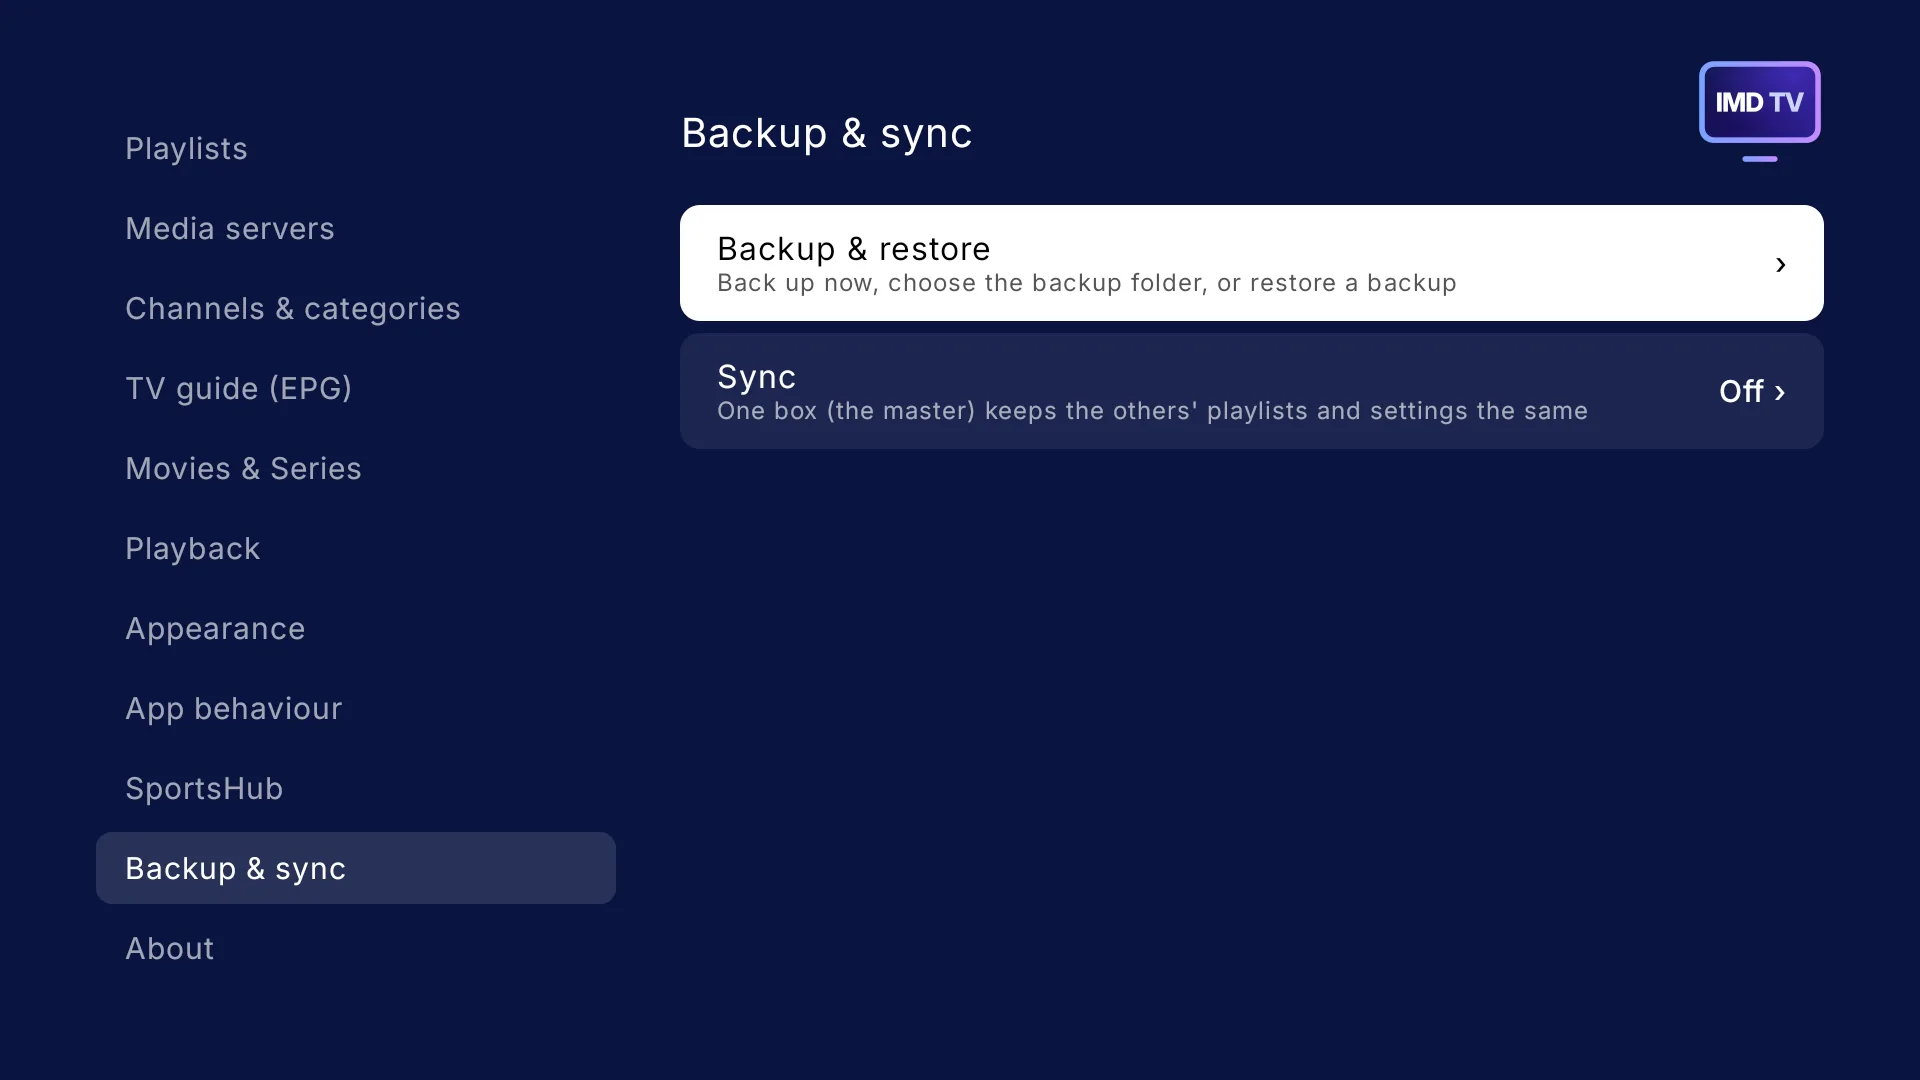 IMD TV
Playlists
Media servers
Channels & categories
TV guide (EPG)
Movies & Series
Playback
Appearance
App behaviour
SportsHub
Backup & sync
About
Backup & sync
Backup & restore
Back up now, choose the backup folder, or restore a backup
›
Sync
One box (the master) keeps the others' playlists and settings the same
Off ›